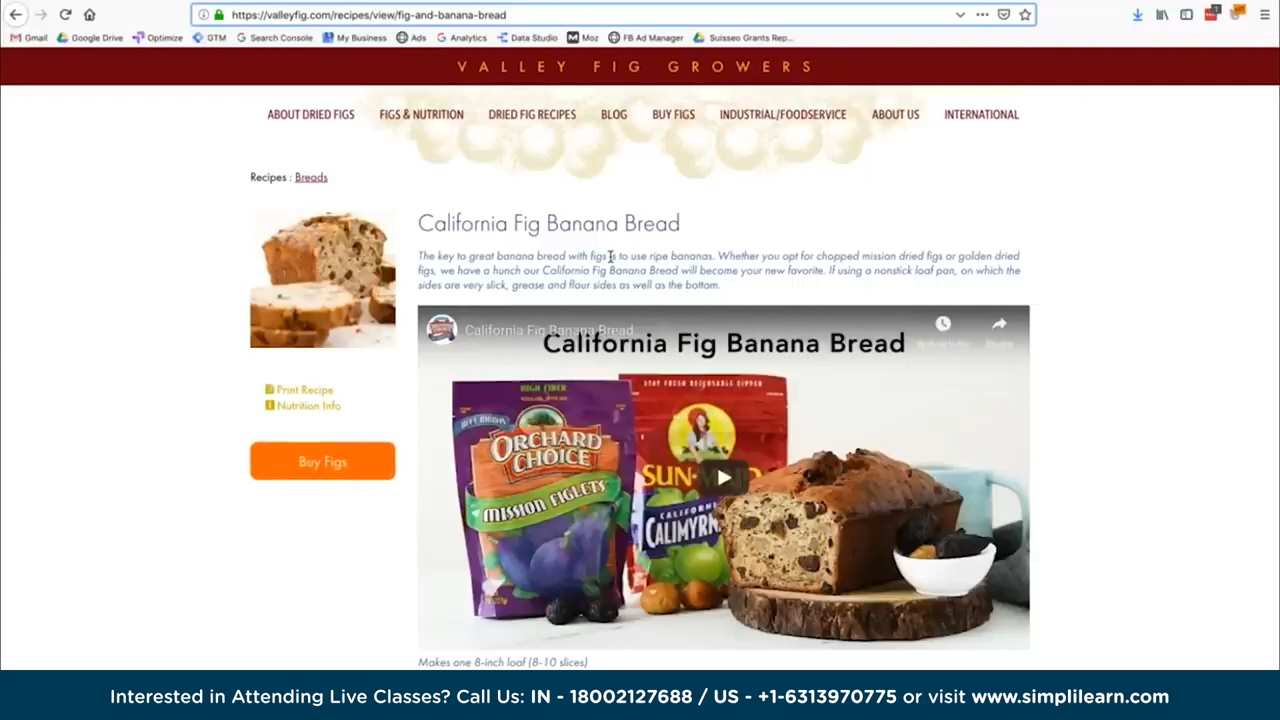 https://valleyfig.com/recipes/view/fig-and-banana-bread
Gmail Google Drive Optimize GTM Search Console My Business Ads Analytics Data Studio Moz FB Ad Manager Suisseo Grants Rep...
VALLEY FIG GROWERS
ABOUT DRIED FIGS FIGS & NUTRITION DRIED FIG RECIPES BLOG BUY FIGS INDUSTRIAL/FOODSERVICE ABOUT US INTERNATIONAL
Recipes : Breads
California Fig Banana Bread
The key to great banana bread with figs is to use ripe bananas. Whether you opt for chopped mission dried figs or golden dried
figs, we have a hunch our California Fig Banana Bread will become your new favorite. If using a nonstick loaf pan, on which the
sides are very slick, grease and flour sides as well as the bottom.
California Fig Banana Bread
California Fig Banana Bread
HIGH FIBER
STAY FRESH RESEALABLE ZIPPER
ORCHARD
CHOICE
MISSION FIGLETS
SUN-M
CALIFORNIA
CALIMYRN
Print Recipe
Nutrition Info
Buy Figs
Makes one 8-inch loaf (8-10 slices)
Interested in Attending Live Classes? Call Us: IN - 18002127688 / US - +1-6313970775 or visit www.simplilearn.com